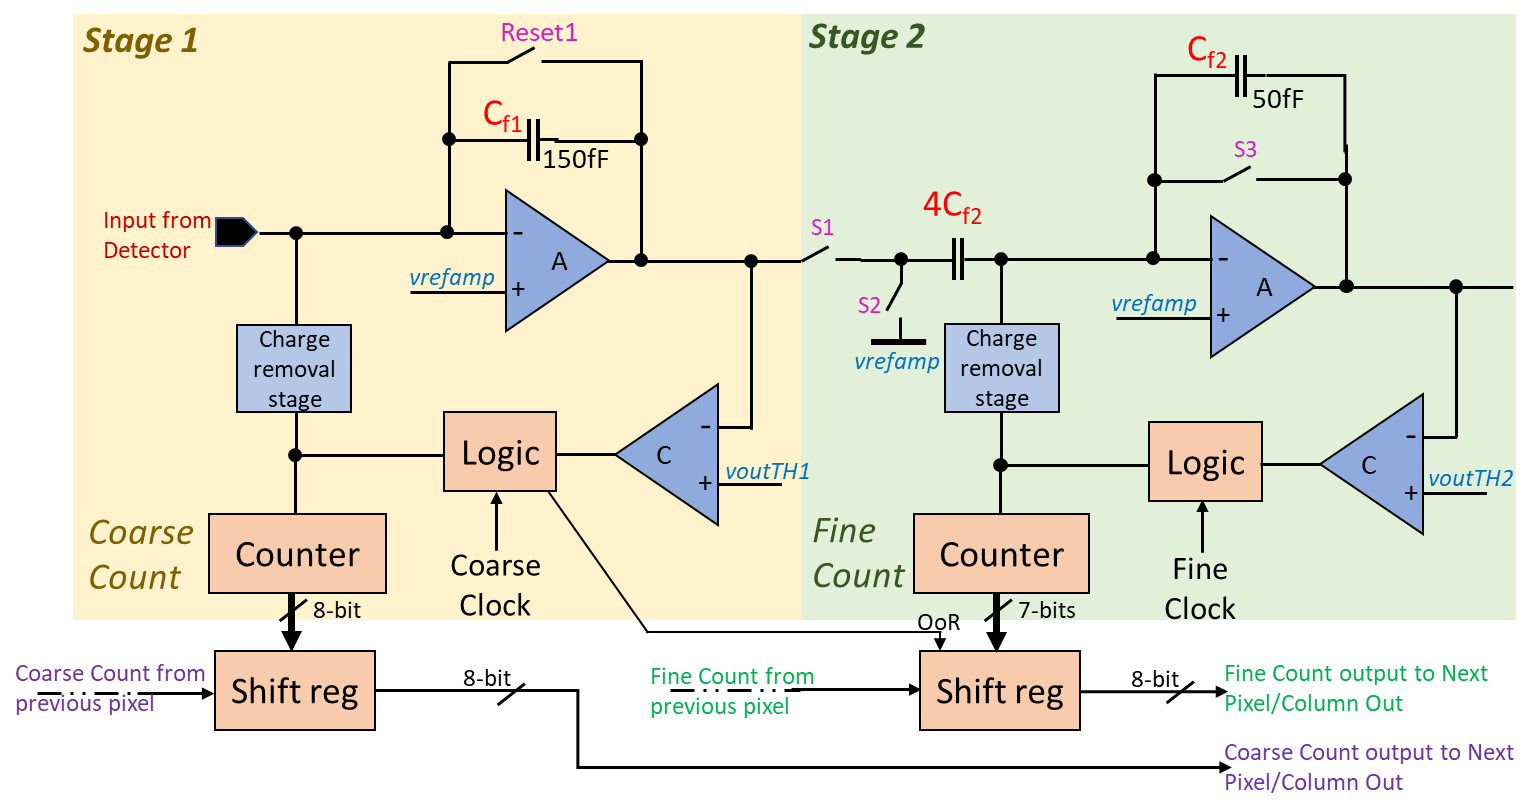 Stage 1
Reset1
Cf1
150fF
Input from
Detector
-
A
vrefamp
+
Charge
removal
stage
Logic
C
-
+
voutTH1
Coarse
Count
Counter
Coarse
Clock
8-bit
Stage 2
Cf2
50fF
S3
4Cf2
S1
S2
vrefamp
-
A
vrefamp
+
Charge
removal
stage
Logic
C
-
+
voutTH2
Fine
Count
Counter
Fine
Clock
7-bits
OoR
Coarse Count from
previous pixel
Shift reg
8-bit
Fine Count from
previous pixel
Shift reg
8-bit
Fine Count output to Next
Pixel/Column Out
Coarse Count output to Next
Pixel/Column Out